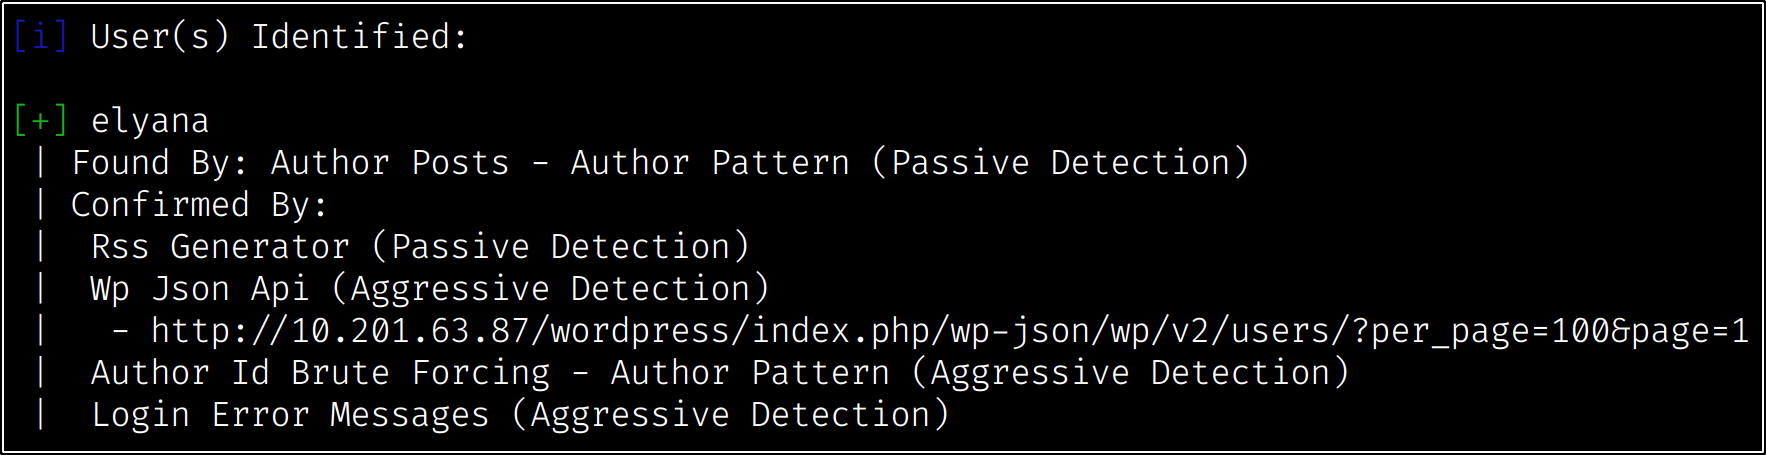 [i] User(s) Identified:

[+] elyana
 | Found By: Author Posts - Author Pattern (Passive Detection)
 | Confirmed By:
 |  Rss Generator (Passive Detection)
 |  Wp Json Api (Aggressive Detection)
 |   - http://10.201.63.87/wordpress/index.php/wp-json/wp/v2/users/?per_page=100&page=1
 |  Author Id Brute Forcing - Author Pattern (Aggressive Detection)
 |  Login Error Messages (Aggressive Detection)